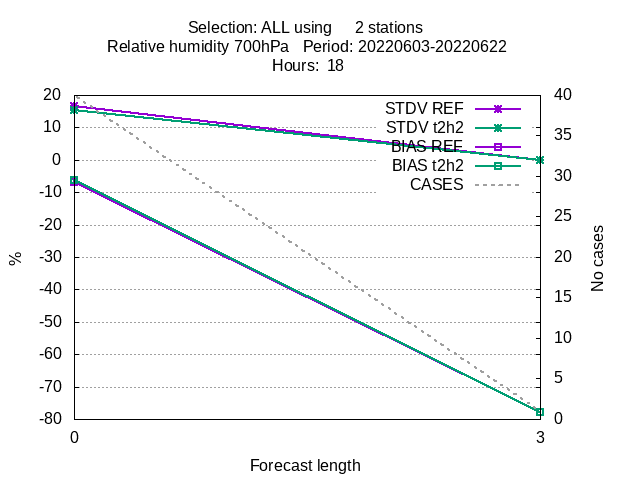 Selection: ALL using     2 stations
Relative humidity 700hPa   Period: 20220603-20220622
Hours:  18
20
10
0
-10
-20
-30
-40
-50
-60
-70
-80
%
STDV REF
STDV t2h2
BIAS REF
BIAS t2h2
CASES
40
35
30
25
20
15
10
5
0
No cases
0
3
Forecast length